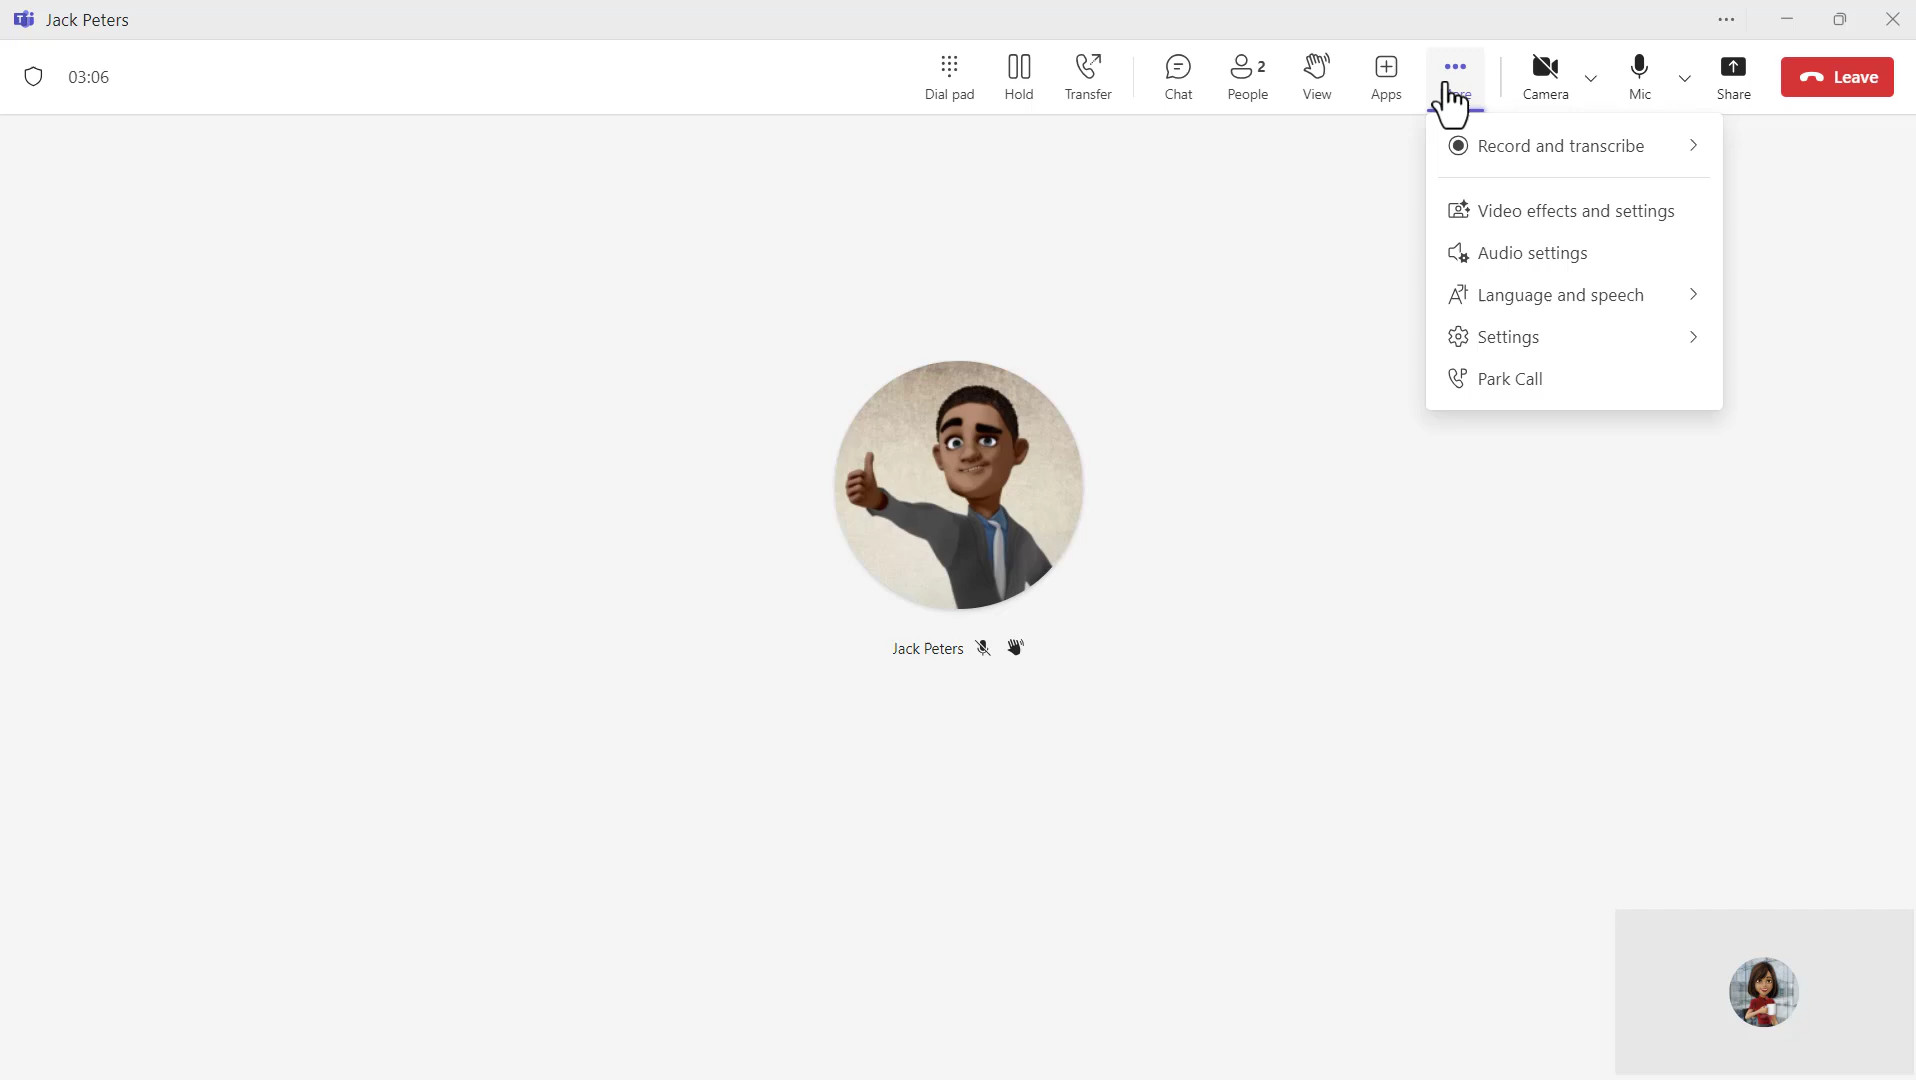 Jack Peters
03:06
Dial pad
Hold
Transfer
Chat
2
People
View
Apps
Camera
Mic
Share
Leave
Record and transcribe
Video effects and settings
Audio settings
Language and speech
Settings
Park Call
Jack Peters